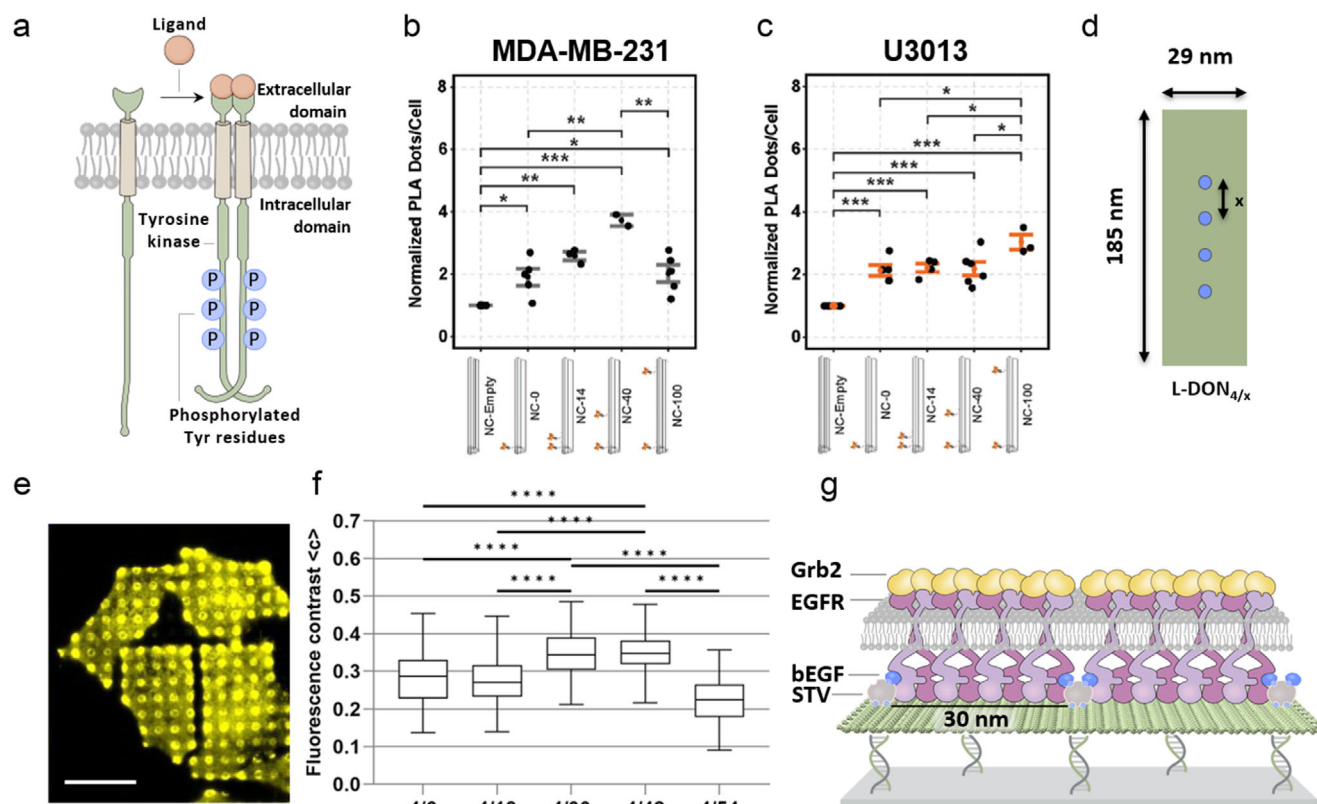 a
Ligand
Extracellular
domain
Intracellular
domain
Tyrosine
kinase
P P
P P
P P
Phosphorylated
Tyr residues
b
MDA-MB-231
Normalized PLA Dots/Cell
8
6
4
2
0
**
**
*
***
**
*
NC-Empty
NC-0
NC-14
NC-40
NC-100
c
U3013
Normalized PLA Dots/Cell
8
6
4
2
0
*
*
*
***
***
***
***
NC-Empty
NC-0
NC-14
NC-40
NC-100
d
29 nm
185 nm
x
L-DON4/x
e
f
Fluorescence contrast <c>
0.7
0.6
0.5
0.4
0.3
0.2
0.1
0.0
****
****
**** ****
**** ****
g
Grb2
EGFR
bEGF
STV
30 nm